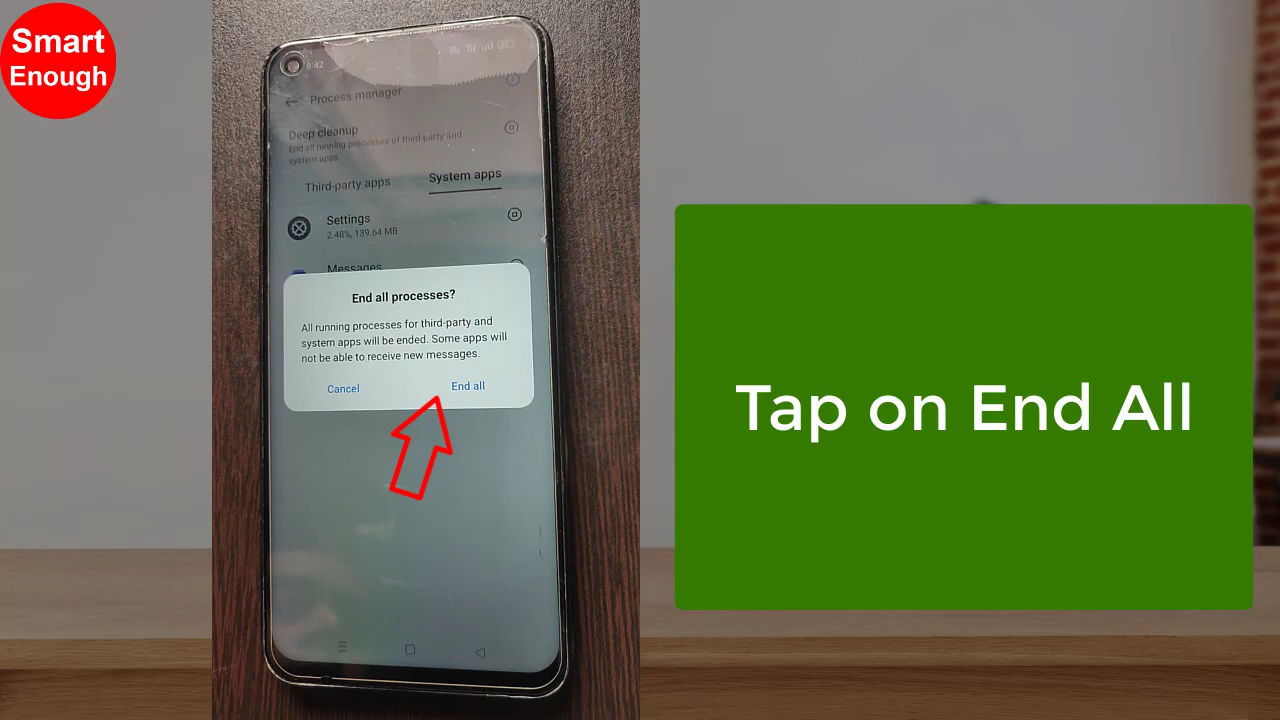 Smart
Enough
8:42
Process manager
Deep cleanup
End all running processes of third-party and
system apps.
Third-party apps
System apps
Settings
2.48%, 139.64 MB
Messages
End all processes?
All running processes for third-party and
system apps will be ended. Some apps will
not be able to receive new messages.
Cancel
End all
Tap on End All